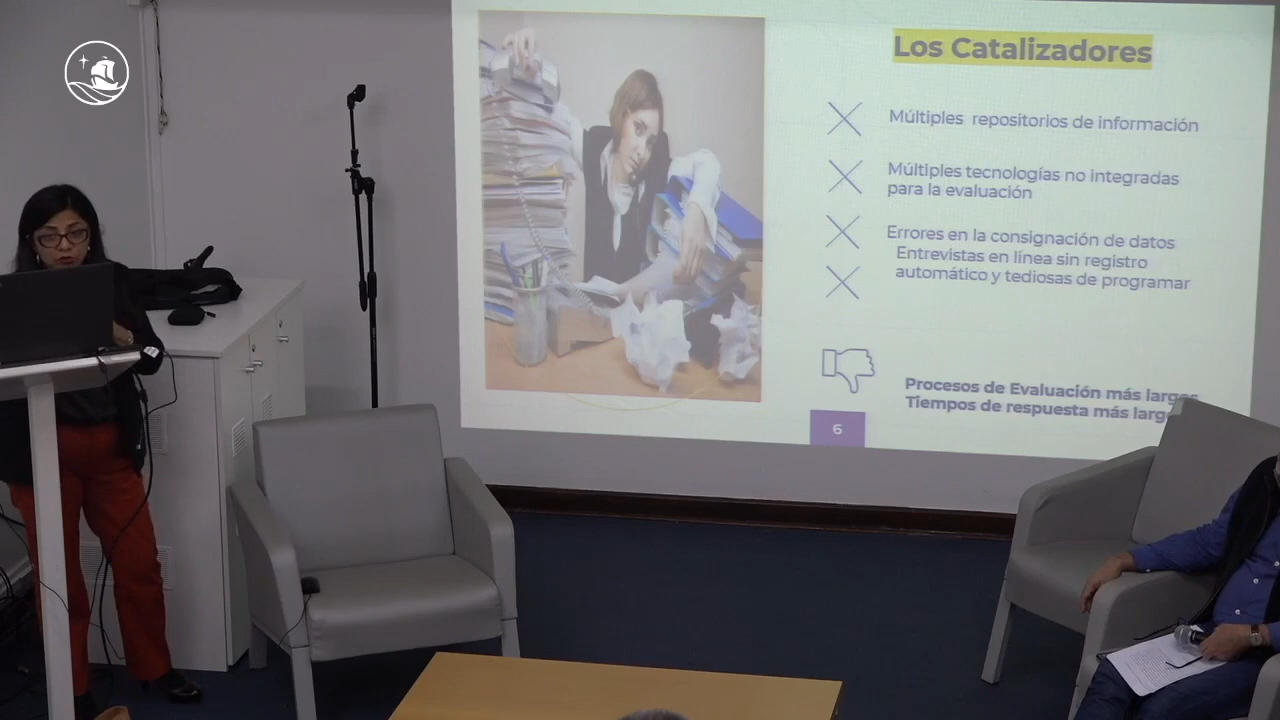 Los Catalizadores
Múltiples repositorios de información
Múltiples tecnologías no integradas
para la evaluación
Errores en la consignación de datos
Entrevistas en línea sin registro
automático y tediosas de programar
Procesos de Evaluación más largos
Tiempos de respuesta más
6